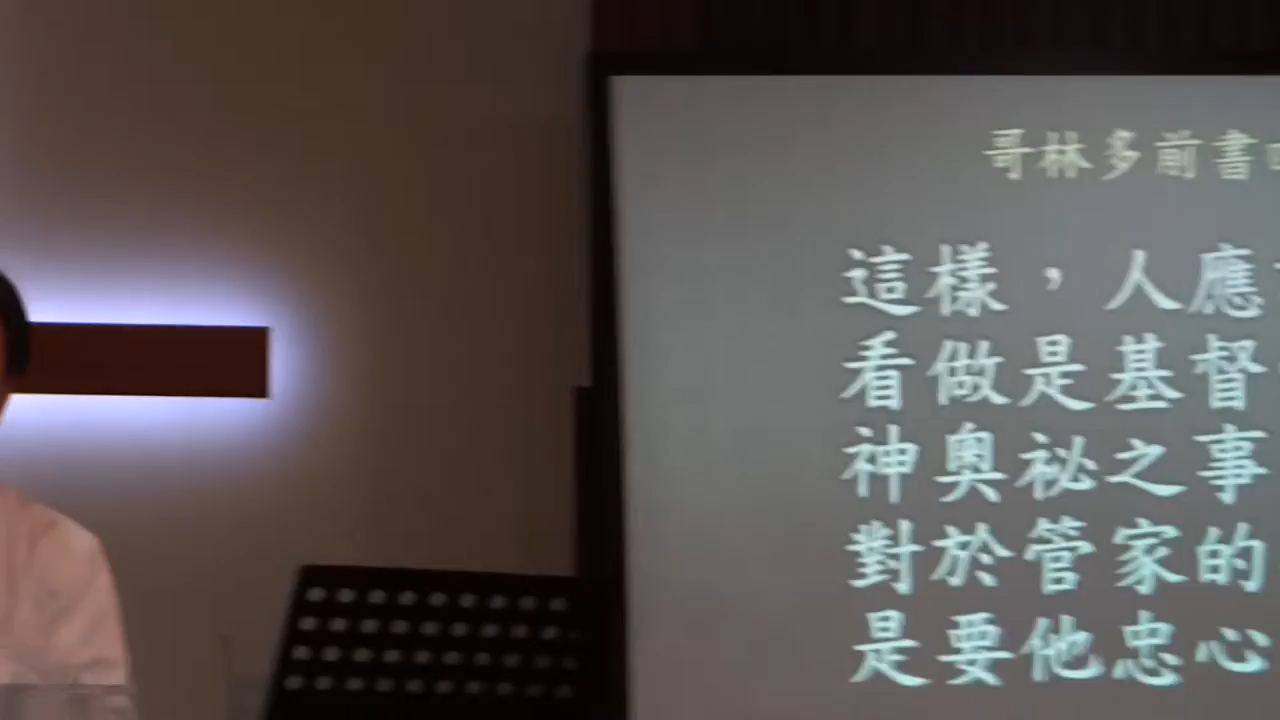 哥林多前書
這樣，人應
看做是基督
神奧祕之事
對於管家的
是要他忠心